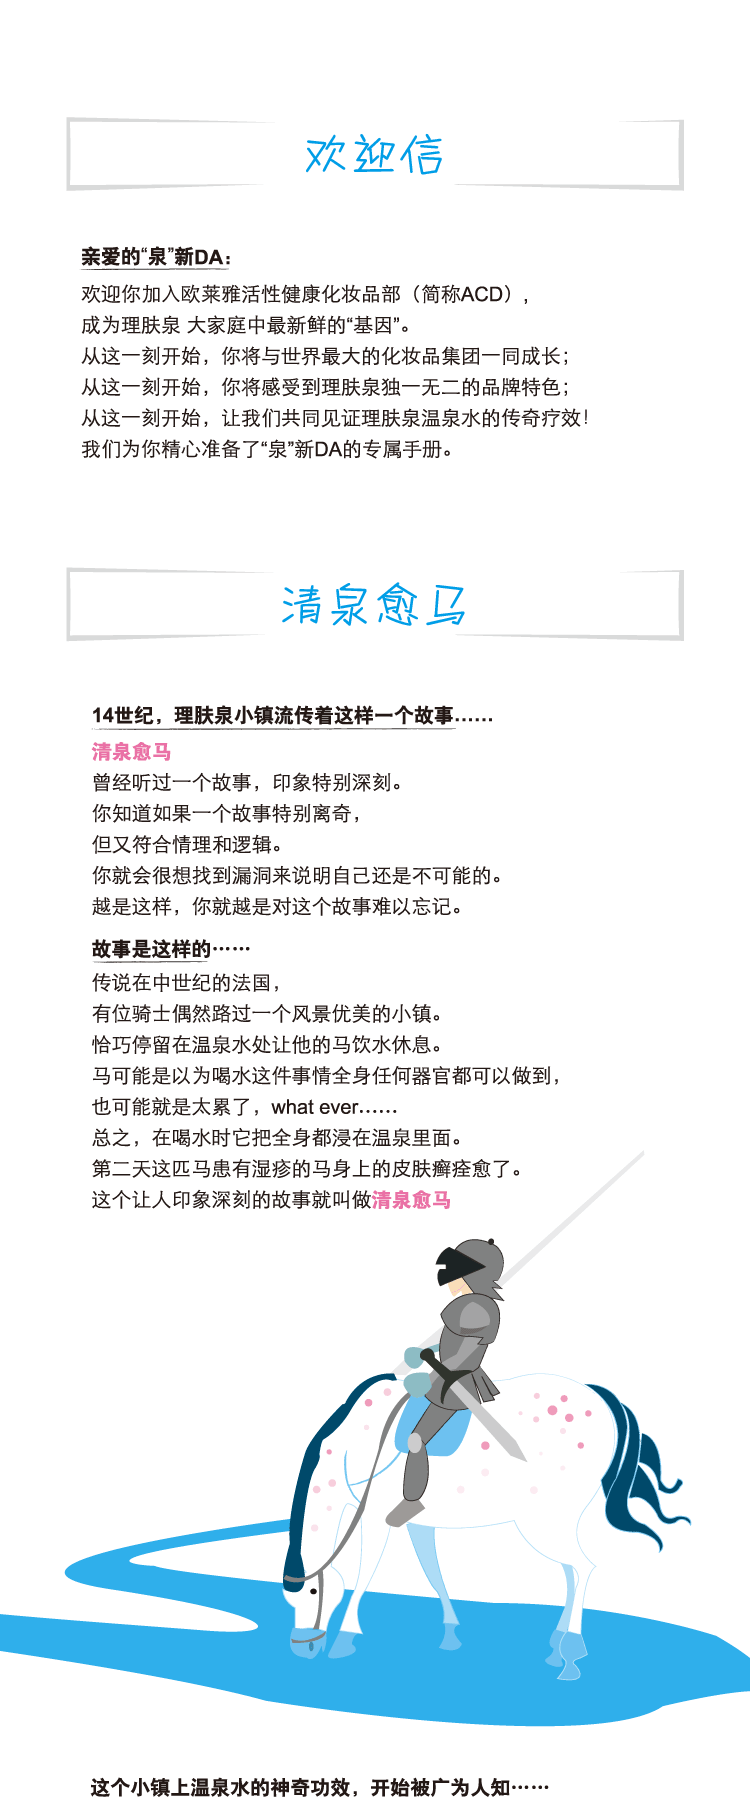 欢迎信
亲爱的“泉”新DA：
欢迎你加入欧莱雅活性健康化妆品部（简称ACD），
成为理肤泉 大家庭中最新鲜的“基因”。
从这一刻开始，你将与世界最大的化妆品集团一同成长；
从这一刻开始，你将感受到理肤泉独一无二的品牌特色；
从这一刻开始，让我们共同见证理肤泉温泉水的传奇疗效！
我们为你精心准备了“泉”新DA的专属手册。
清泉愈马
14世纪，理肤泉小镇流传着这样一个故事……
清泉愈马
曾经听过一个故事，印象特别深刻。
你知道如果一个故事特别离奇，
但又符合情理和逻辑。
你就会很想找到漏洞来说明自己还是不可能的。
越是这样，你就越是对这个故事难以忘记。
故事是这样的……
传说在中世纪的法国，
有位骑士偶然路过一个风景优美的小镇。
恰巧停留在温泉水处让他的马饮水休息。
马可能是以为喝水这件事情全身任何器官都可以做到，
也可能就是太累了，what ever……
总之，在喝水时它把全身都浸在温泉里面。
第二天这匹马患有湿疹的马身上的皮肤癣痊愈了。
这个让人印象深刻的故事就叫做清泉愈马
这个小镇上温泉水的神奇功效，开始被广为人知……